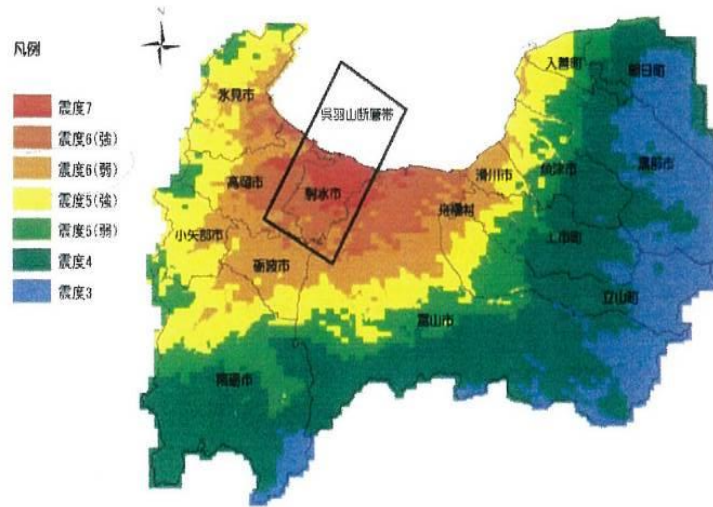 凡例
震度7
震度6(強)
震度6(弱)
震度5(強)
震度5(弱)
震度4
震度3
呉羽山断層帯
氷見市
高岡市
射水市
小矢部市
砺波市
南砺市
富山市
舟橋村
滑川市
魚津市
上市町
立山町
黒部市
入善町
朝日町